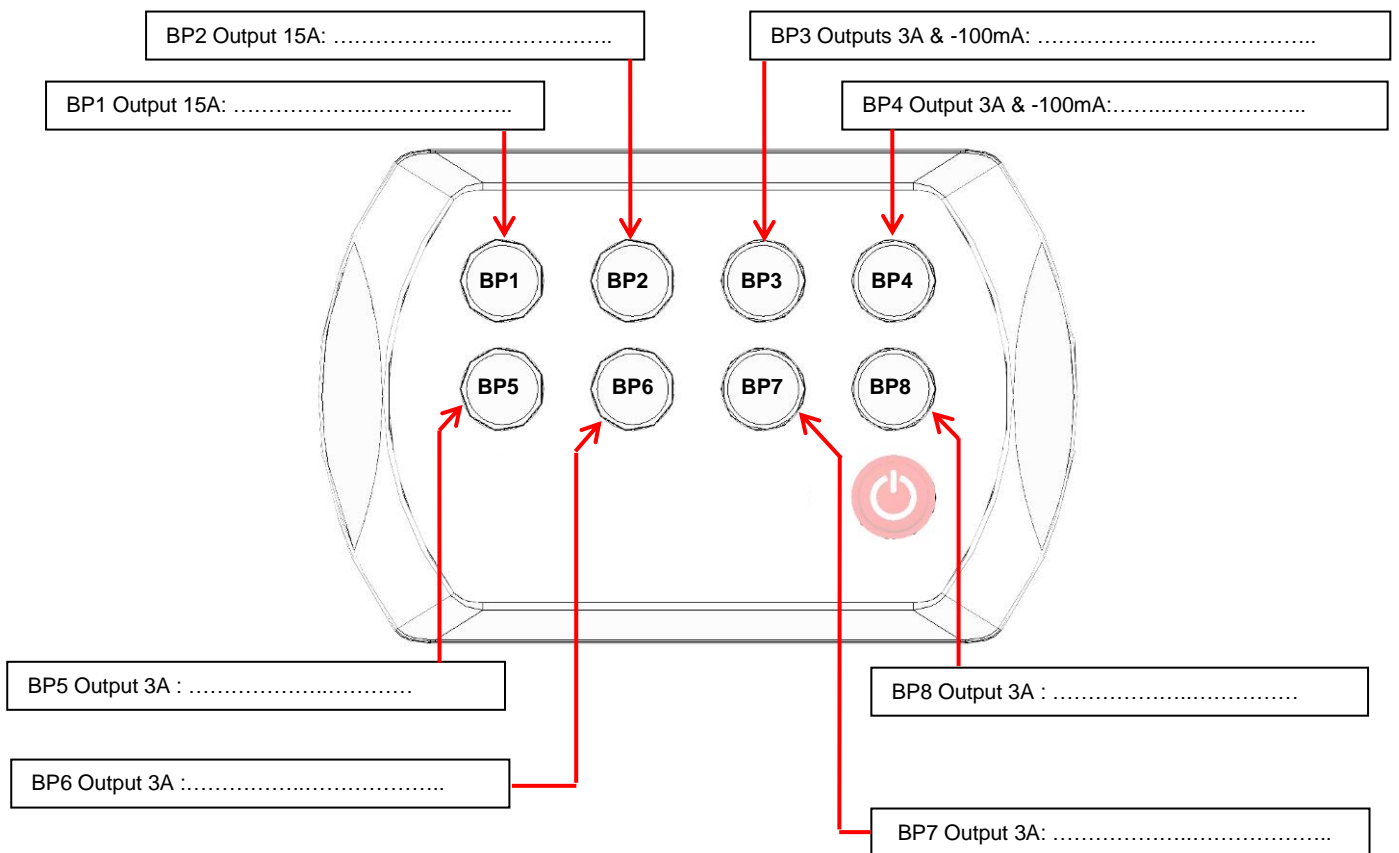 BP2 Output 15A: ………………..………………..
BP3 Outputs 3A & -100mA: ………………..………………..
BP1 Output 15A: ………………..………………..
BP4 Output 3A & -100mA:……..………………..
BP1
BP2
BP3
BP4
BP5
BP6
BP7
BP8
BP5 Output 3A : ………………..…………
BP8 Output 3A : ………………..……………
BP6 Output 3A :……………..………………..
BP7 Output 3A: ………………..………………..